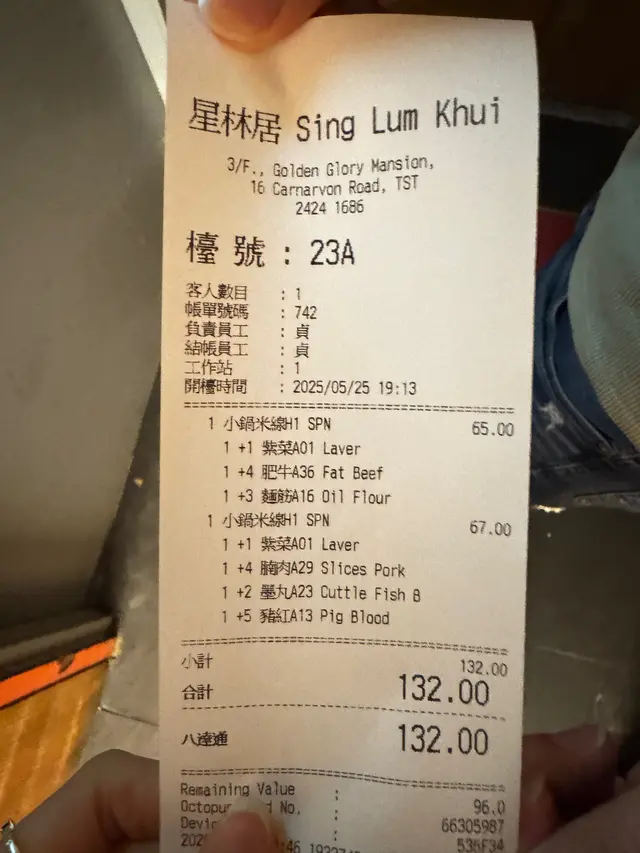 星林居 Sing Lum Khui
3/F., Golden Glory Mansion,
16 Carnarvon Road, TST
2424 1686
檯號 : 23A
客人數目 : 1
帳單號碼 : 742
負責員工 : 貞
結帳員工 : 貞
工作站 : 1
開檯時間 : 2025/05/25 19:13
1 小鍋米線H1 SPN 65.00
1 +1 紫菜A01 Laver
1 +4 肥牛A36 Fat Beef
1 +3 麵筋A16 Oil Flour
1 小鍋米線H1 SPN 67.00
1 +1 紫菜A01 Laver
1 +4 腩肉A29 Slices Pork
1 +2 墨丸A23 Cuttle Fish B
1 +5 豬紅A13 Pig Blood
小計 132.00
合計 132.00
八達通 132.00
Remaining Value : 96.0
No. : 66305987
: